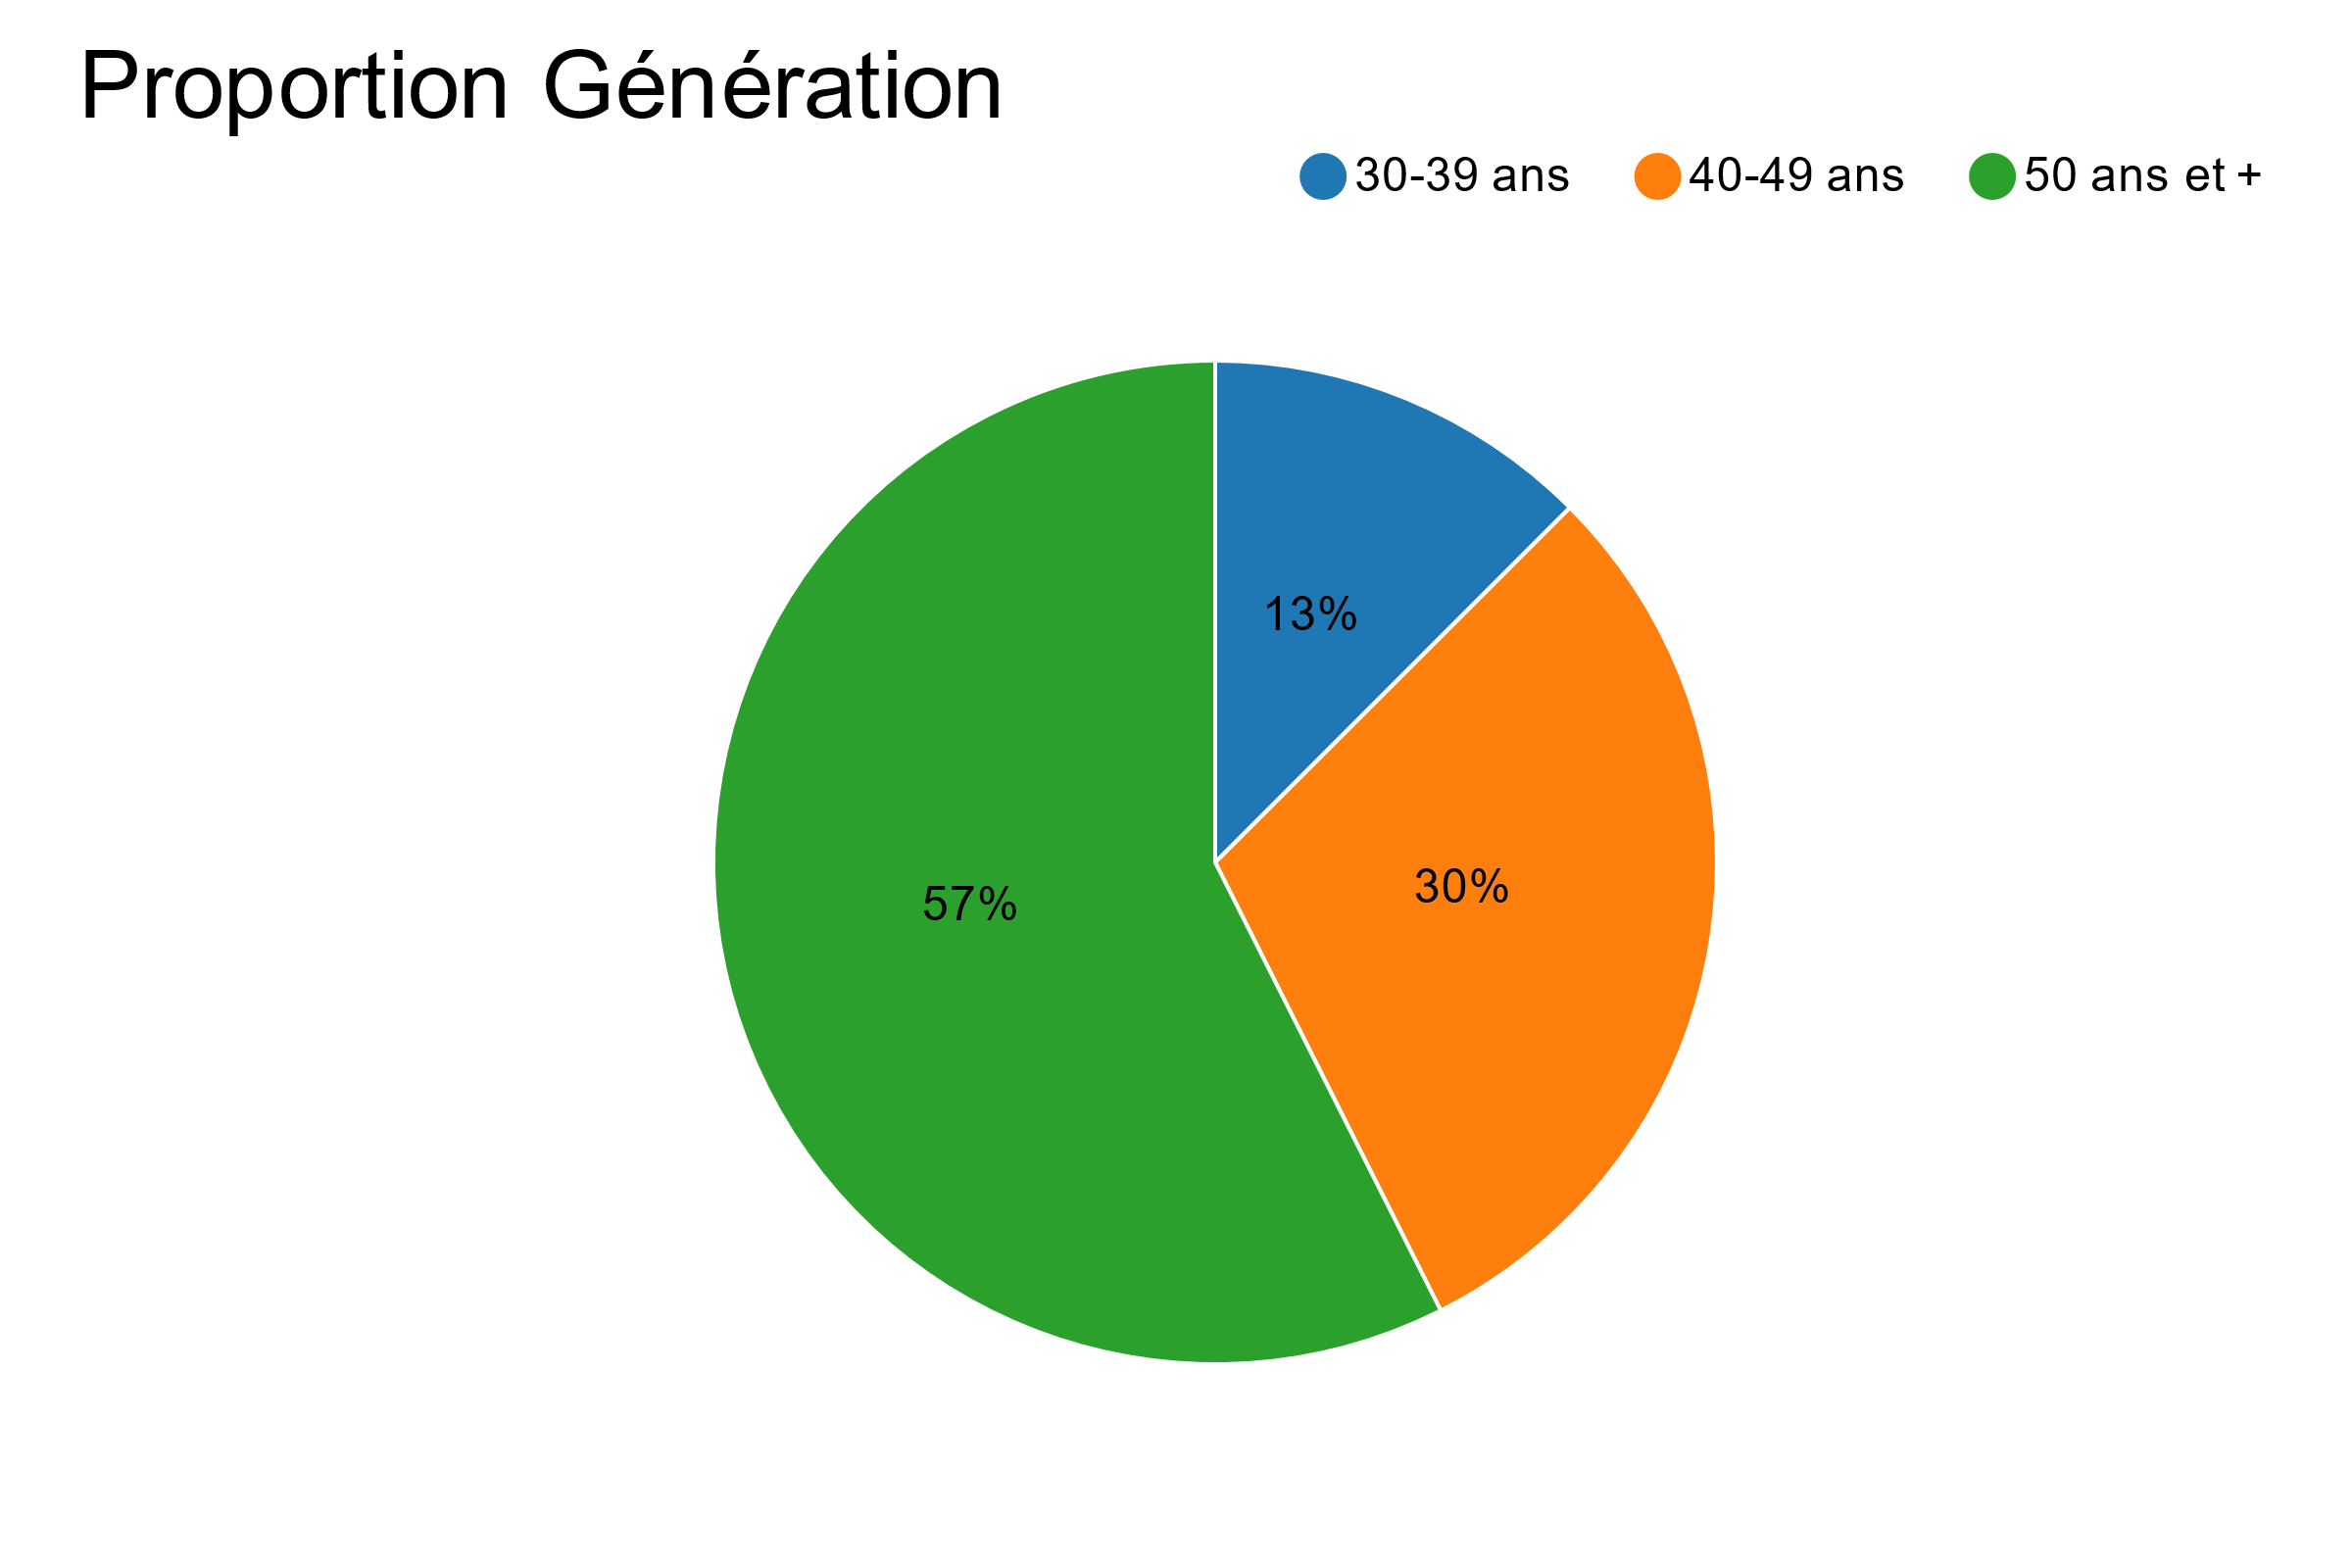 Proportion Génération
30-39 ans 40-49 ans 50 ans et +
13%
30%
57%